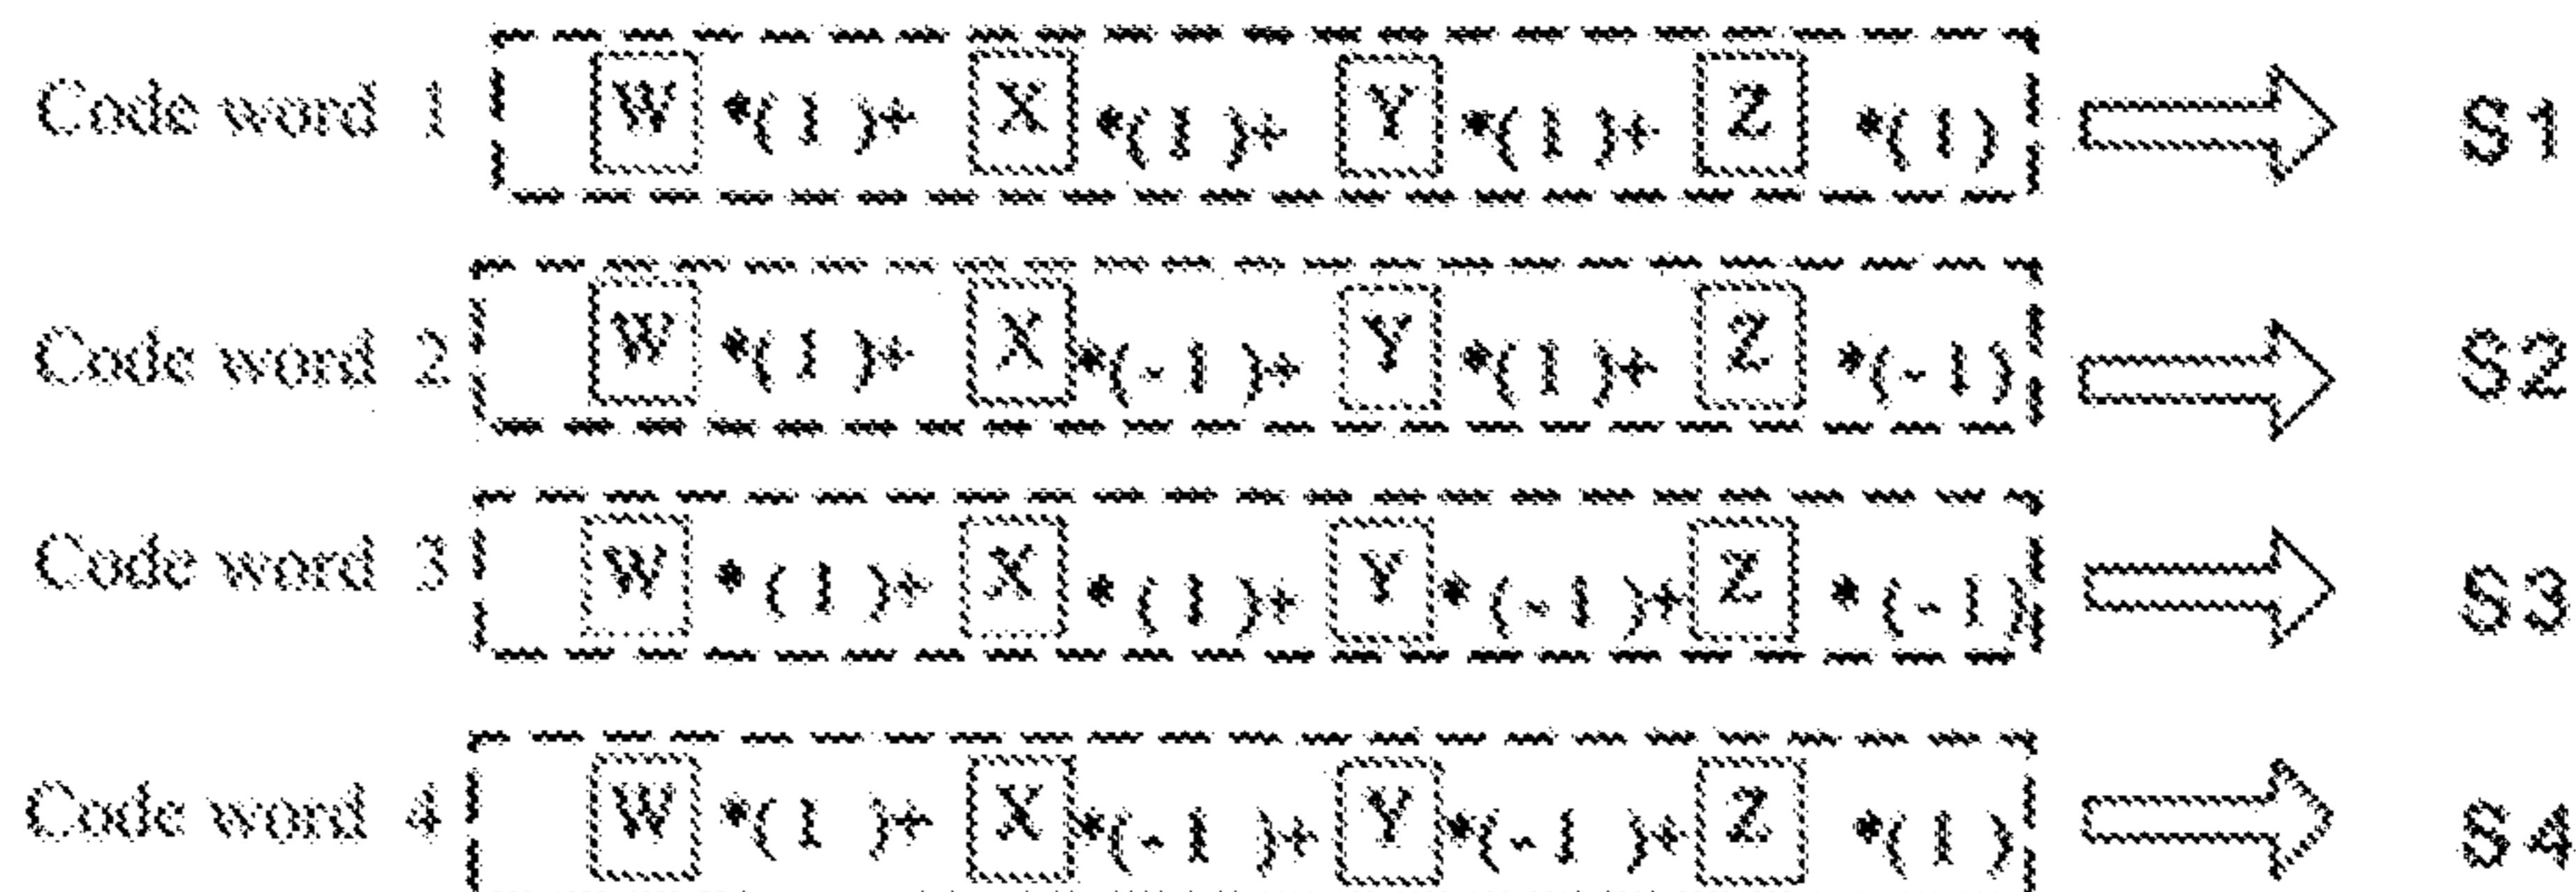 Code word 1 W *(1)+ X *(1)+ Y *(1)+ Z *(1) S1
Code word 2 W *(1)+ X *(-1)+ Y *(1)+ Z *(-1) S2
Code word 3 W *(1)+ X *(1)+ Y *(-1)+ Z *(-1) S3
Code word 4 W *(1)+ X *(-1)+ Y *(-1)+ Z *(1) S4